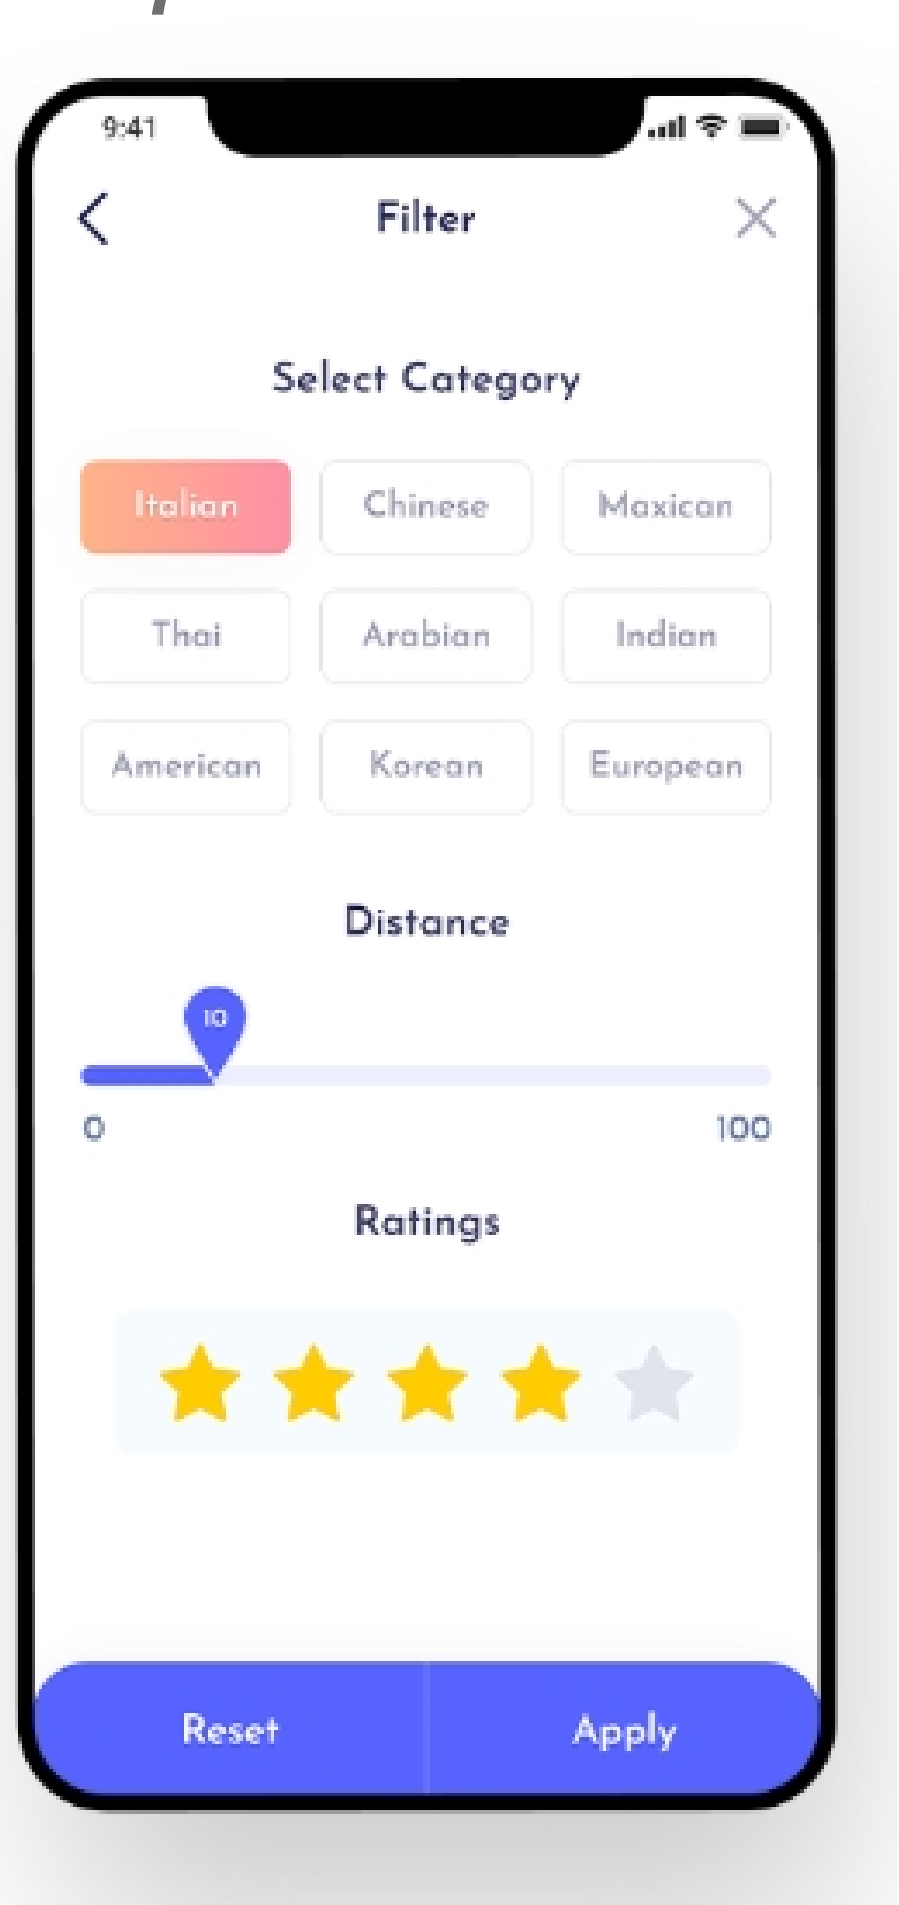 9:41
Filter
Select Category
Italian Chinese Maxican
Thai Arabian Indian
American Korean European
Distance
10
0 100
Ratings
Reset Apply